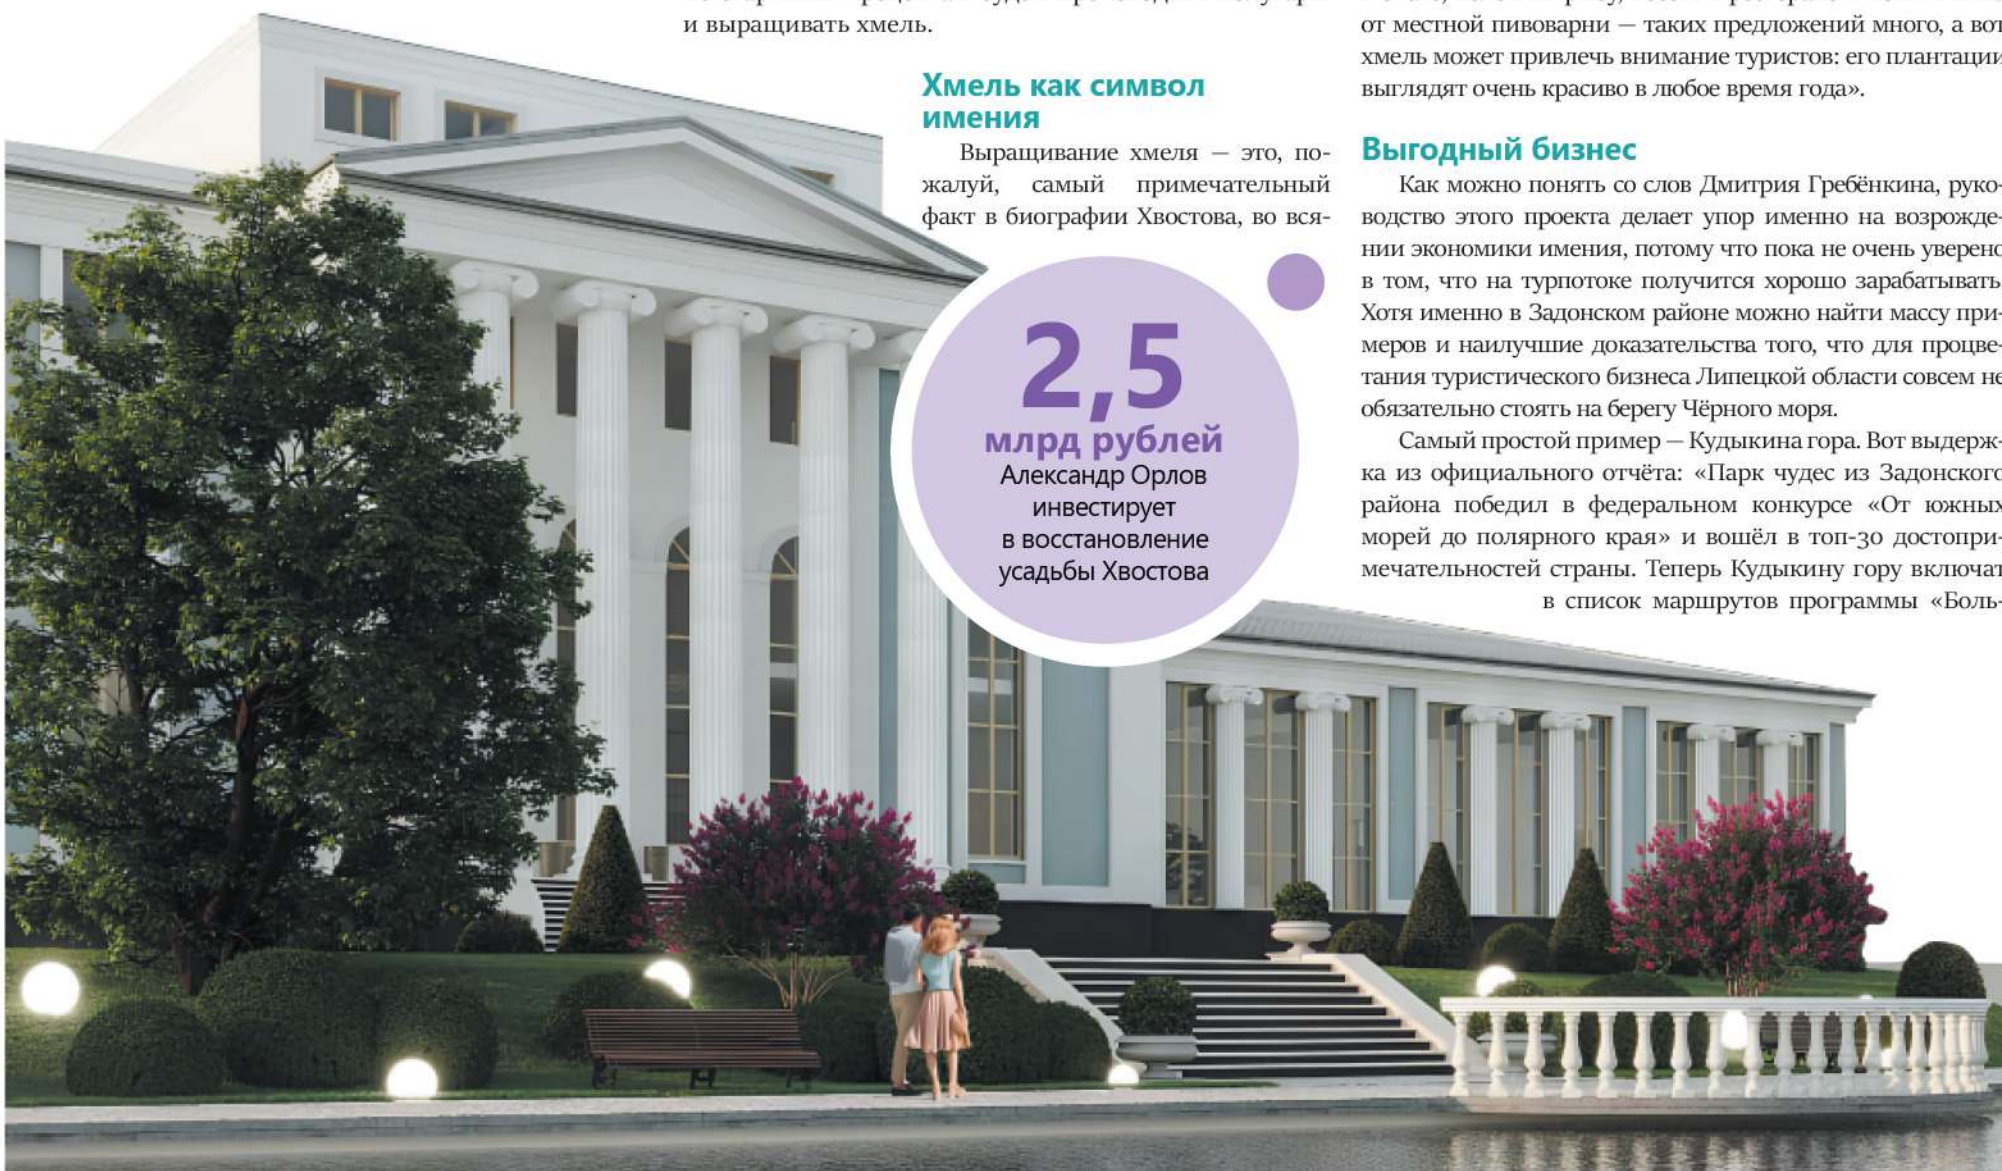 и выращивать хмель.
Хмель как символ
имения
Выращивание хмеля — это, по-
жалуй, самый примечательный
факт в биографии Хвостова, во вся-
2,5
млрд рублей
Александр Орлов
инвестирует
в восстановление
усадьбы Хвостова
от местной пивоварни — таких предложений много, а вот
хмель может привлечь внимание туристов: его плантации
выглядят очень красиво в любое время года».
Выгодный бизнес
Как можно понять со слов Дмитрия Гребёнкина, руко-
водство этого проекта делает упор именно на возрожде-
нии экономики имения, потому что пока не очень уверено
в том, что на турпотоке получится хорошо зарабатывать
Хотя именно в Задонском районе можно найти массу при-
меров и наилучшие доказательства того, что для процве-
тания туристического бизнеса Липецкой области совсем не
обязательно стоять на берегу Чёрного моря.
Самый простой пример — Кудыкина гора. Вот выдерж-
ка из официального отчёта: «Парк чудес из Задонского
района победил в федеральном конкурсе «От южных
морей до полярного края» и вошёл в топ-30 достопри-
мечательностей страны. Теперь Кудыкину гору включат
в список маршрутов программы «Боль-